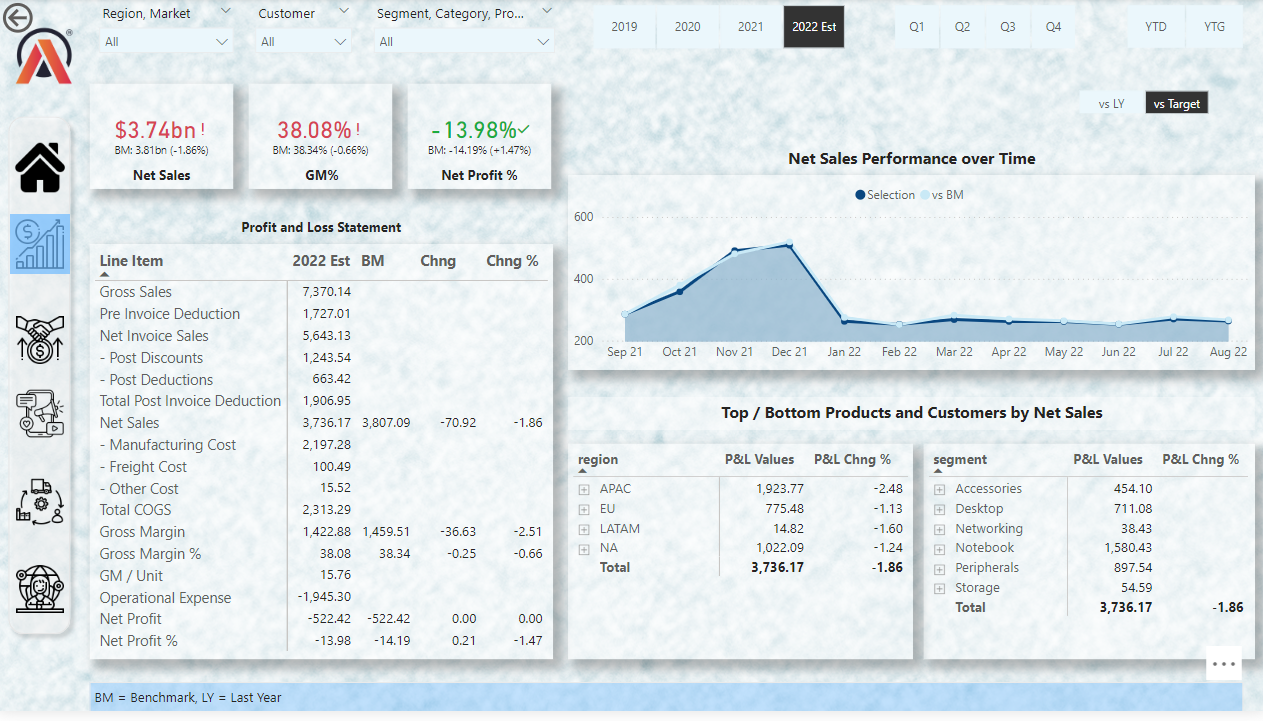 Region, Market
Customer
Segment, Category, Pro...
All
All
All
2019 2020 2021 2022 Est
Q1 Q2 Q3 Q4
YTD YTG
vs LY vs Target
$3.74bn !
BM: 3.81bn (-1.86%)
Net Sales
38.08% !
BM: 38.34% (-0.66%)
GM%
-13.98%✓
BM: -14.19% (+1.47%)
Net Profit %
Net Sales Performance over Time
Selection vs BM
600
400
200
Sep 21 Oct 21 Nov 21 Dec 21 Jan 22 Feb 22 Mar 22 Apr 22 May 22 Jun 22 Jul 22 Aug 22
Profit and Loss Statement
Line Item 2022 Est BM Chng Chng %
Gross Sales 7,370.14
Pre Invoice Deduction 1,727.01
Net Invoice Sales 5,643.13
- Post Discounts 1,243.54
- Post Deductions 663.42
Total Post Invoice Deduction 1,906.95
Net Sales 3,736.17 3,807.09 -70.92 -1.86
- Manufacturing Cost 2,197.28
- Freight Cost 100.49
- Other Cost 15.52
Total COGS 2,313.29
Gross Margin 1,422.88 1,459.51 -36.63 -2.51
Gross Margin % 38.08 38.34 -0.25 -0.66
GM / Unit 15.76
Operational Expense -1,945.30
Net Profit -522.42 -522.42 0.00 0.00
Net Profit % -13.98 -14.19 0.21 -1.47
Top / Bottom Products and Customers by Net Sales
region P&L Values P&L Chng %
APAC 1,923.77 -2.48
EU 775.48 -1.13
LATAM 14.82 -1.60
NA 1,022.09 -1.24
Total 3,736.17 -1.86
segment P&L Values P&L Chng %
Accessories 454.10
Desktop 711.08
Networking 38.43
Notebook 1,580.43
Peripherals 897.54
Storage 54.59
Total 3,736.17 -1.86
BM = Benchmark, LY = Last Year